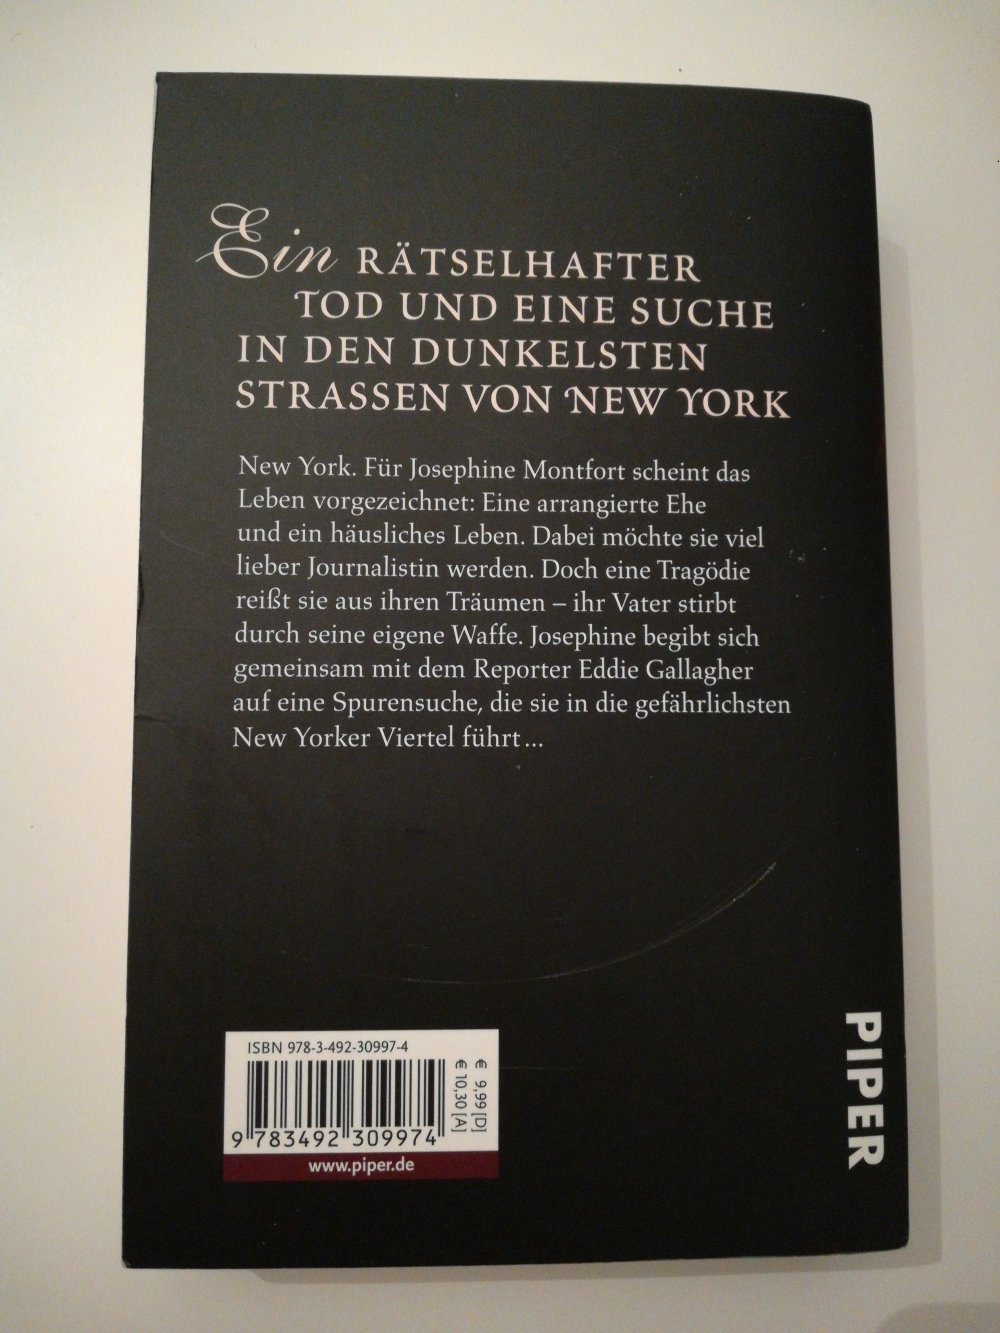 Ein RÄTSELHAFTER
TOD UND EINE SUCHE
IN DEN DUNKELSTEN
STRASSEN VON NEW YORK
New York. Für Josephine Montfort scheint das
Leben vorgezeichnet: Eine arrangierte Ehe
und ein häusliches Leben. Dabei möchte sie viel
lieber Journalistin werden. Doch eine Tragödie
reißt sie aus ihren Träumen – ihr Vater stirbt
durch seine eigene Waffe. Josephine begibt sich
gemeinsam mit dem Reporter Eddie Gallagher
auf eine Spurensuche, die sie in die gefährlichsten
New Yorker Viertel führt ...
ISBN 978-3-492-30997-4
9 783492 309974
€ 9,99 [D]
€ 10,30 [A]
www.piper.de
PIPER